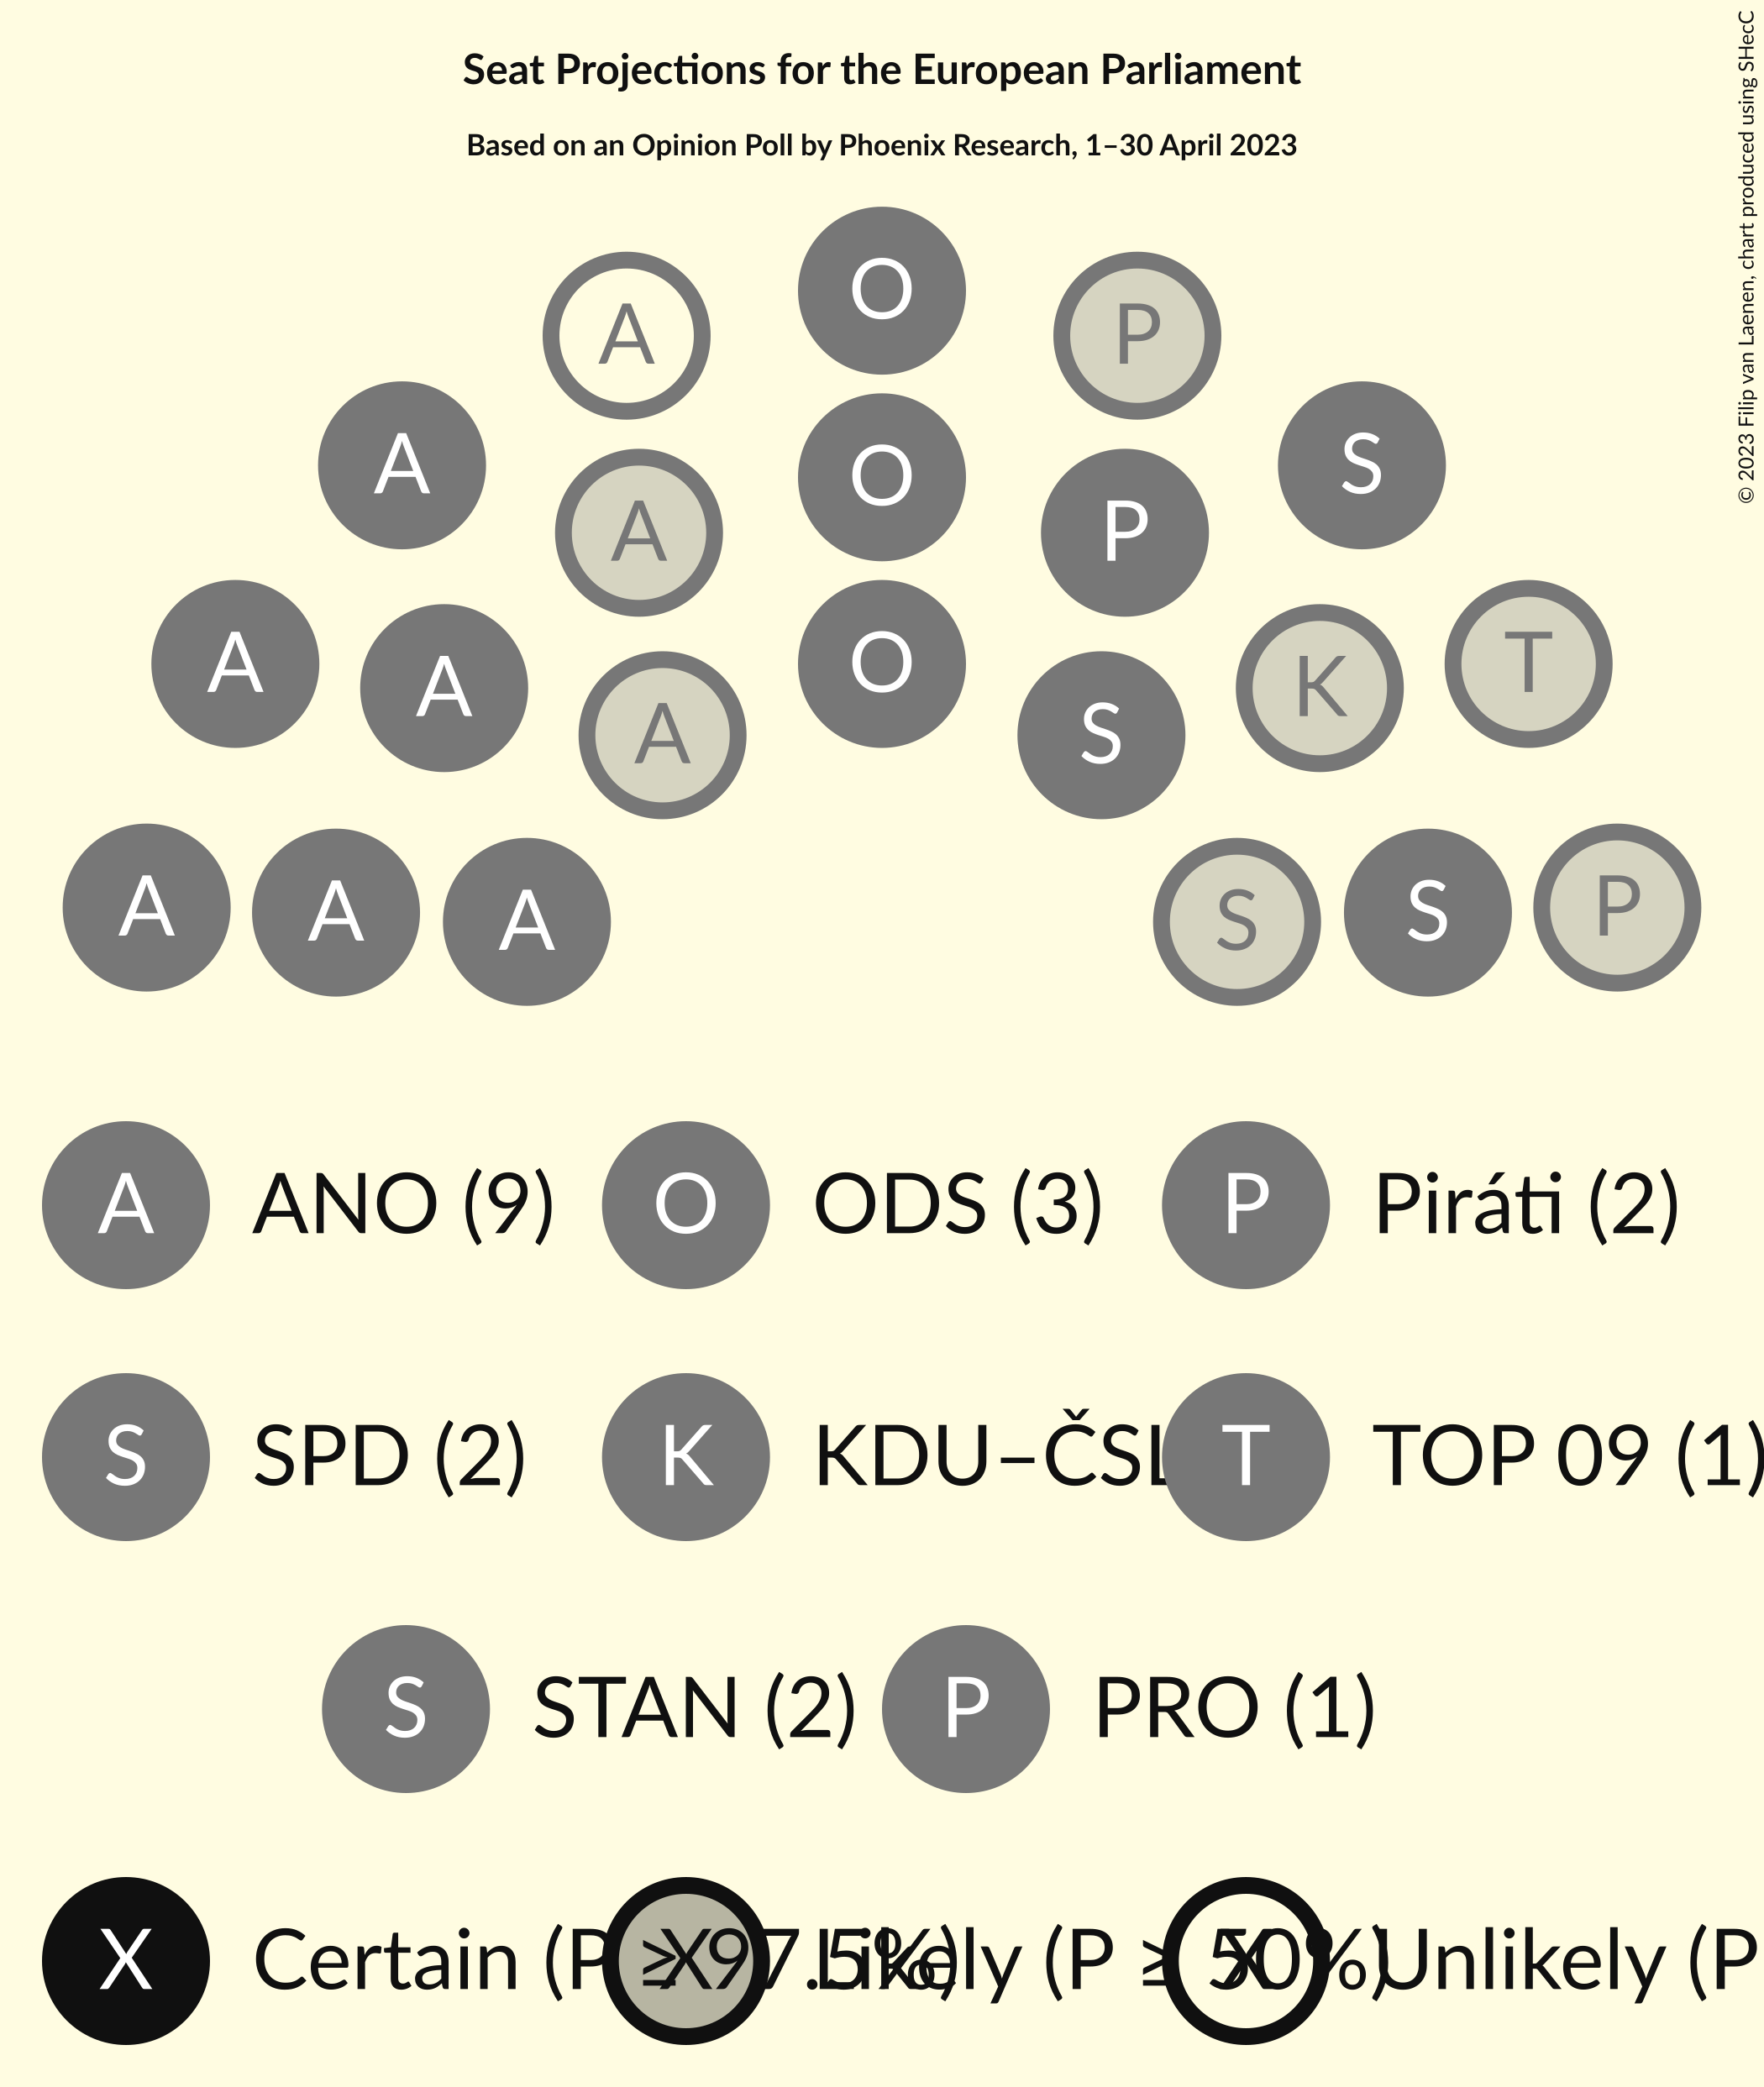 Seat Projections for the European Parliament
Based on an Opinion Poll by Phoenix Research, 1–30 April 2023
© 2023 Filip van Laenen, chart produced using SHecC
O
A P
A O S
A P
A O T
A K
A S
A P
A S
A S
A ANO (9) O ODS (3) P Piráti (2)
S SPD (2) K KDU–ČSL T TOP 09 (1)
S STAN (2) P PRO (1)
X Certain (P ≥ 97.5%) X Likely (P ≥ 50%) X Unlikely (P